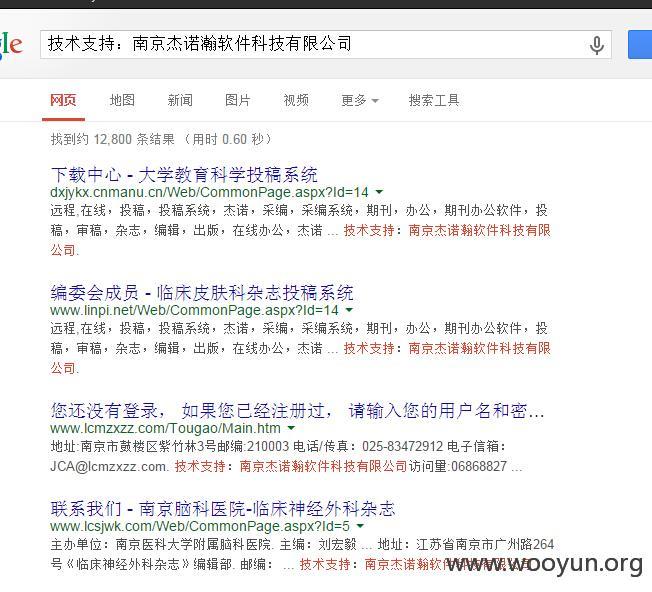 gle 技术支持：南京杰诺瀚软件科技有限公司
网页 地图 新闻 图片 视频 更多 搜索工具
找到约 12,800 条结果 （用时 0.60 秒）
下载中心 - 大学教育科学投稿系统
dxjykx.cnmanu.cn/Web/CommonPage.aspx?Id=14
远程,在线，投稿，投稿系统，杰诺，采编，采编系统，期刊，办公，期刊办公软件，投
稿，审稿，杂志，编辑，出版，在线办公，杰诺 ... 技术支持：南京杰诺瀚软件科技有限
公司.
编委会成员 - 临床皮肤科杂志投稿系统
www.linpi.net/Web/CommonPage.aspx?Id=14
远程,在线，投稿，投稿系统，杰诺，采编，采编系统，期刊，办公，期刊办公软件，投
稿，审稿，杂志，编辑，出版，在线办公，杰诺 ... 技术支持：南京杰诺瀚软件科技有限
公司.
您还没有登录， 如果您已经注册过， 请输入您的用户名和密...
www.lcmzxzz.com/Tougao/Main.htm
地址:南京市鼓楼区紫竹林3号邮编:210003 电话/传真：025-83472912 电子信箱：
JCA@lcmzxzz.com. 技术支持：南京杰诺瀚软件科技有限公司访问量:06868827 ...
联系我们 - 南京脑科医院-临床神经外科杂志
www.lcsjwk.com/Web/CommonPage.aspx?Id=5
主办单位：南京医科大学附属脑科医院. 主编：刘宏毅 ... 地址：江苏省南京市广州路264
号《临床神经外科杂志》编辑部. 邮编： ... 技术支持：南京杰诺瀚软件科技有限
www.wooyun.org